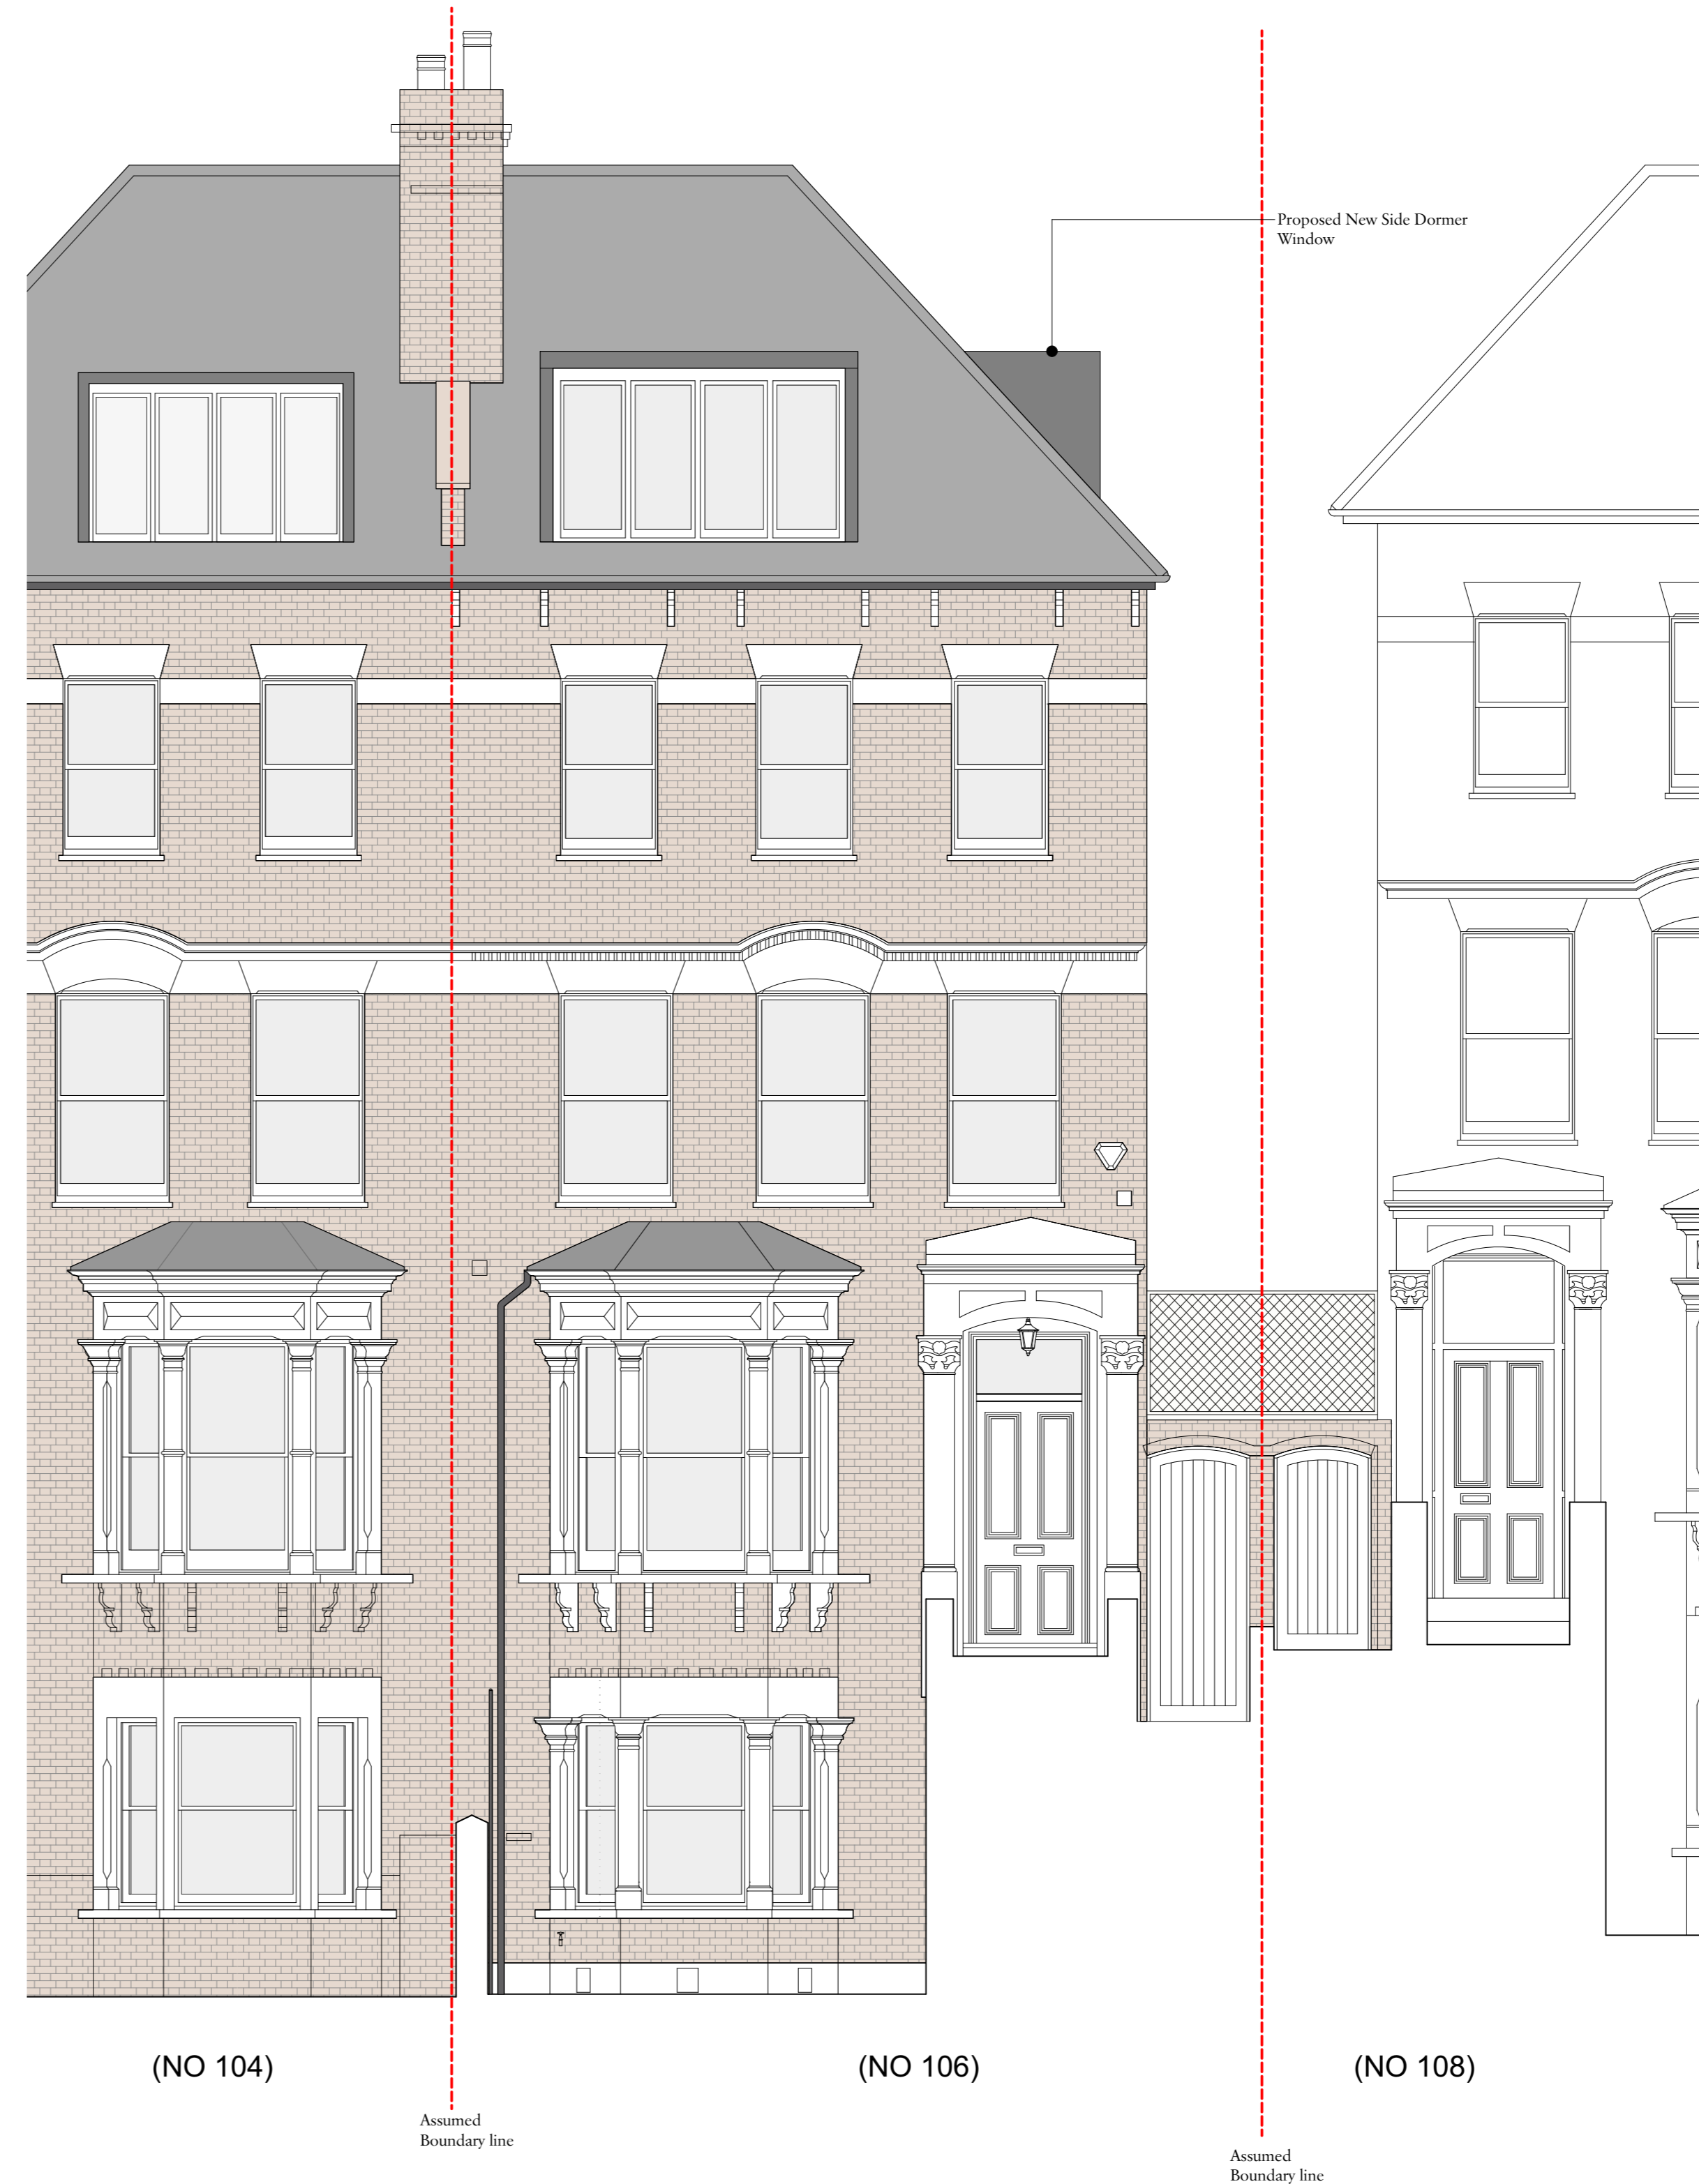 Proposed New Side Dormer
Window
(NO 104)
(NO 106)
(NO 108)
Assumed
Boundary line
Assumed
Boundary line